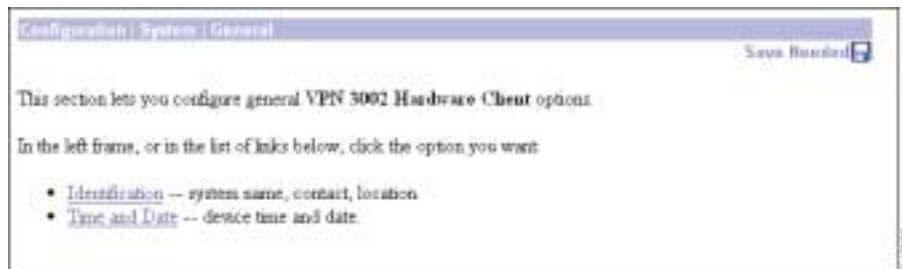 Configuration | System | General
Save Needed
This section lets you configure general VPN 3002 Hardware Client options.
In the left frame, or in the list of links below, click the option you want:
• Identification -- system name, contact, location
• Time and Date -- device time and date.